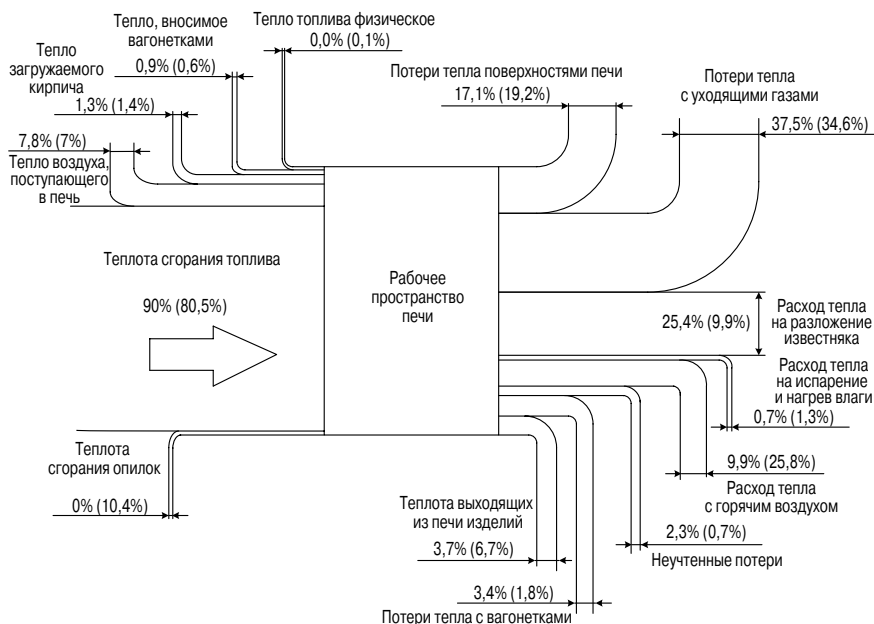 Тепло, вносимое
вагонетками
0,9% (0,6%)
Тепло топлива физическое
0,0% (0,1%)
Тепло
загружаемого
кирпича
1,3% (1,4%)
7,8% (7%)
Тепло воздуха,
поступающего
в печь
Потери тепла поверхностями печи
17,1% (19,2%)
Потери тепла
с уходящими газами
37,5% (34,6%)
Теплота сгорания топлива
90% (80,5%)
Рабочее
пространство
печи
25,4% (9,9%)
Расход тепла
на разложение
известняка
Расход тепла
на испарение
и нагрев влаги
0,7% (1,3%)
Теплота
сгорания опилок
0% (10,4%)
9,9% (25,8%)
Расход тепла
с горячим воздухом
Теплота выходящих
из печи изделий
3,7% (6,7%)
2,3% (0,7%)
Неучтенные потери
3,4% (1,8%)
Потери тепла с вагонетками